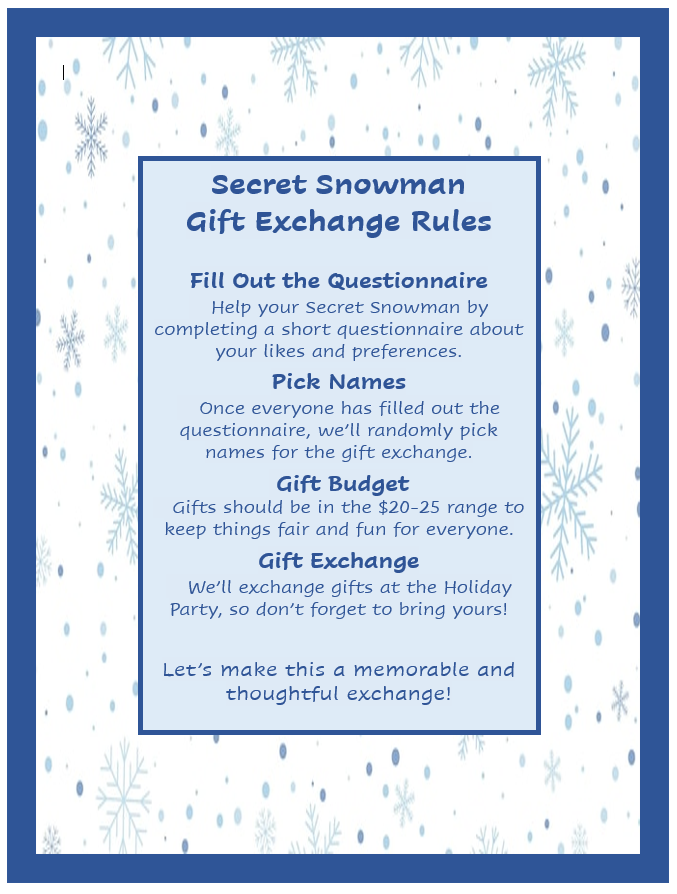 Secret Snowman
Gift Exchange Rules
Fill Out the Questionnaire
Help your Secret Snowman by
completing a short questionnaire about
your likes and preferences.
Pick Names
Once everyone has filled out the
questionnaire, we’ll randomly pick
names for the gift exchange.
Gift Budget
Gifts should be in the $20-25 range to
keep things fair and fun for everyone.
Gift Exchange
We’ll exchange gifts at the Holiday
Party, so don’t forget to bring yours!
Let’s make this a memorable and
thoughtful exchange!